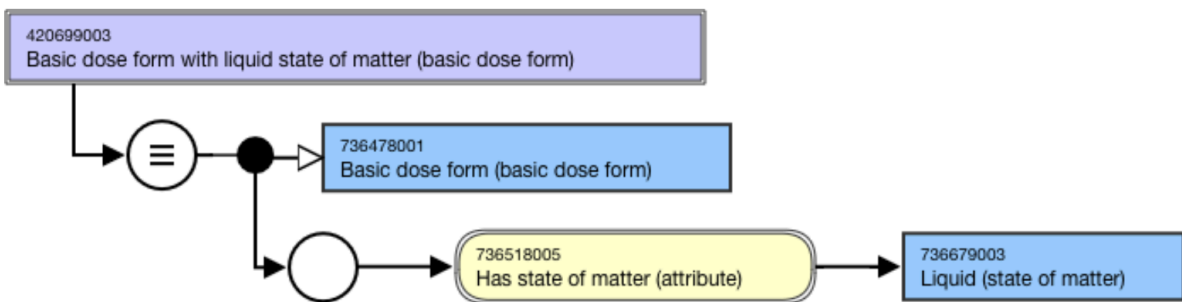 420699003
Basic dose form with liquid state of matter (basic dose form)
736478001
Basic dose form (basic dose form)
736518005
Has state of matter (attribute)
736679003
Liquid (state of matter)